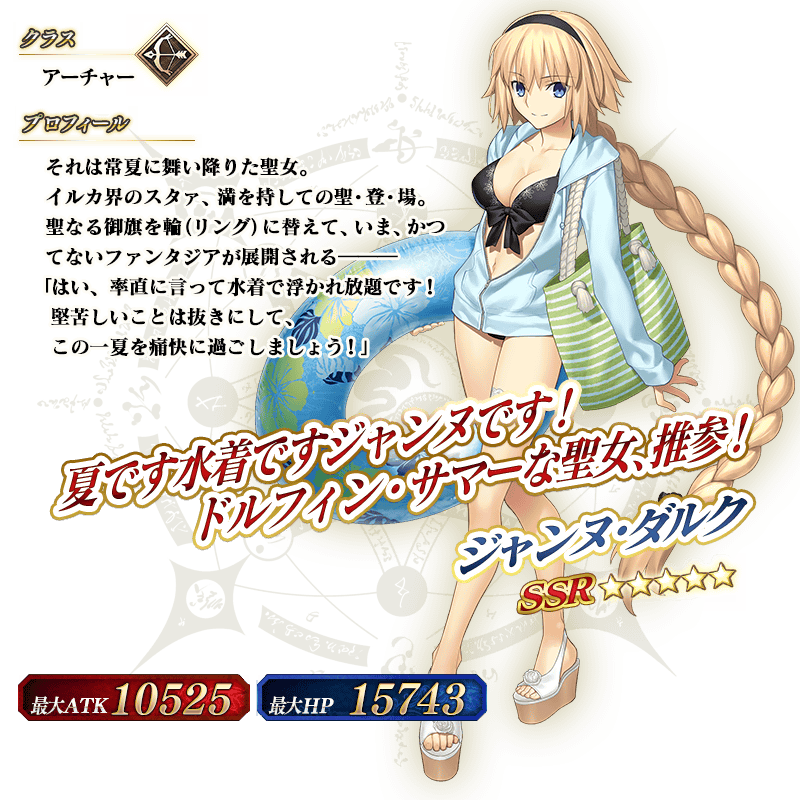 クラス
アーチャー
プロフィール
それは常夏に舞い降りた聖女。
イルカ界のスタァ、満を持しての聖・登・場。
聖なる御旗を輪(リング)に替えて、いま、かつ
てないファンタジアが展開される―――
「はい、率直に言って水着で浮かれ放題です!
堅苦しいことは抜きにして、
この一夏を痛快に過ごしましょう!」
夏です水着ですジャンヌです!
ドルフィン・サマーな聖女、推参!
ジャンヌ・ダルク
SSR ☆☆☆☆☆
最大ATK 10525
最大HP 15743